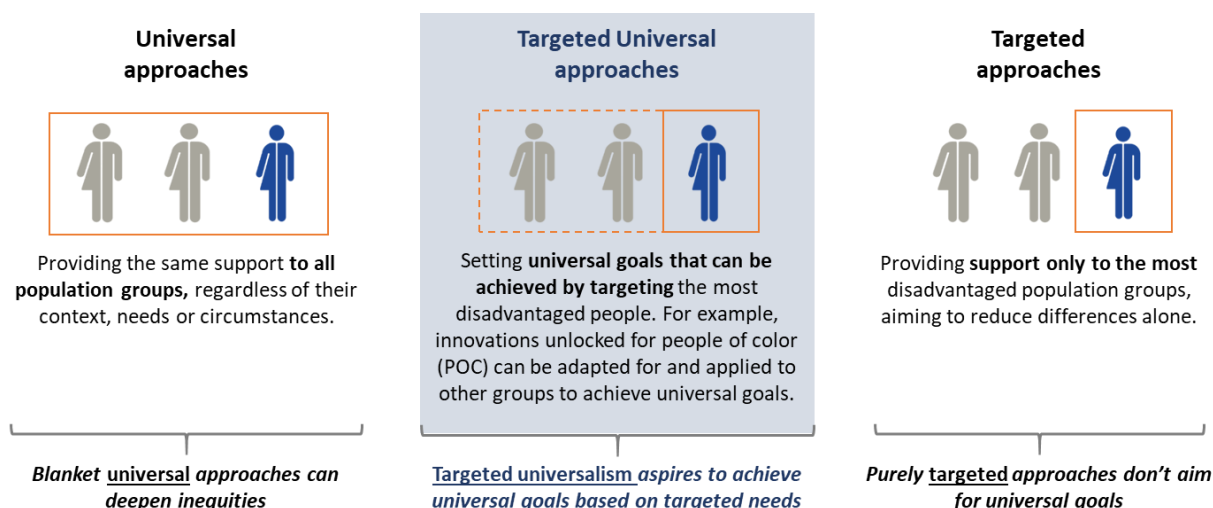 Universal
approaches
Providing the same support to all
population groups, regardless of their
context, needs or circumstances.
Blanket universal approaches can
deepen inequities
Targeted Universal
approaches
Setting universal goals that can be
achieved by targeting the most
disadvantaged people. For example,
innovations unlocked for people of color
(POC) can be adapted for and applied to
other groups to achieve universal goals.
Targeted universalism aspires to achieve
universal goals based on targeted needs
Targeted
approaches
Providing support only to the most
disadvantaged population groups,
aiming to reduce differences alone.
Purely targeted approaches don't aim
for universal goals